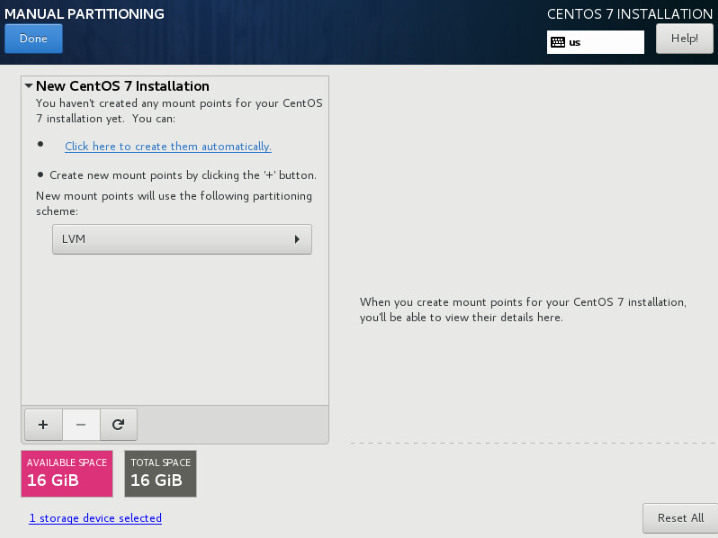 MANUAL PARTITIONING
CENTOS 7 INSTALLATION
Done
us
Help!
New CentOS 7 Installation
You haven't created any mount points for your CentOS
7 installation yet. You can:
• Click here to create them automatically.
• Create new mount points by clicking the '+' button.
New mount points will use the following partitioning
scheme:
LVM
When you create mount points for your CentOS 7 installation,
you'll be able to view their details here.
+ −
AVAILABLE SPACE
16 GiB
TOTAL SPACE
16 GiB
1 storage device selected
Reset All